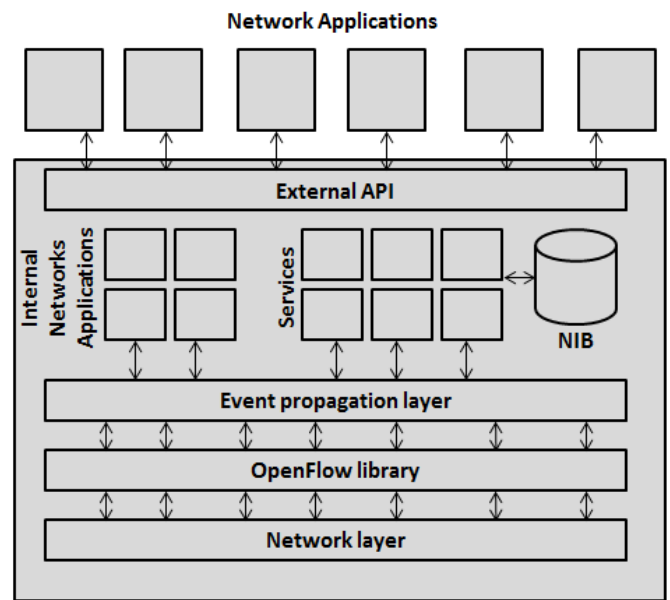 Network Applications
External API
Internal
Networks
Applications
Services
NIB
Event propagation layer
OpenFlow library
Network layer